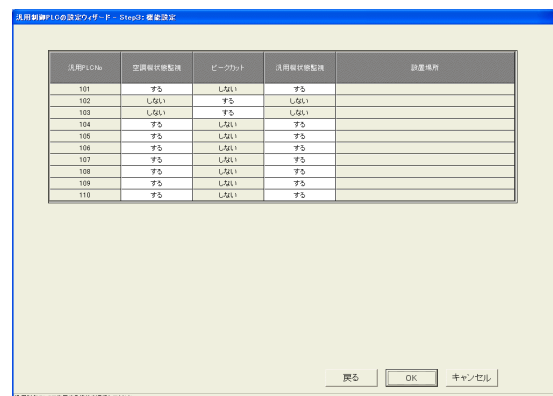 汎用制御PLCの設定ウィザード - Step3: 機能設定
汎用PLCNo 空調機状態監視 ピークカット 汎用機状態監視 設置場所
101 する しない する
102 しない する しない
103 しない する しない
104 する しない する
105 する しない する
106 する しない する
107 する しない する
108 する しない する
109 する しない する
110 する しない する
戻る OK キャンセル